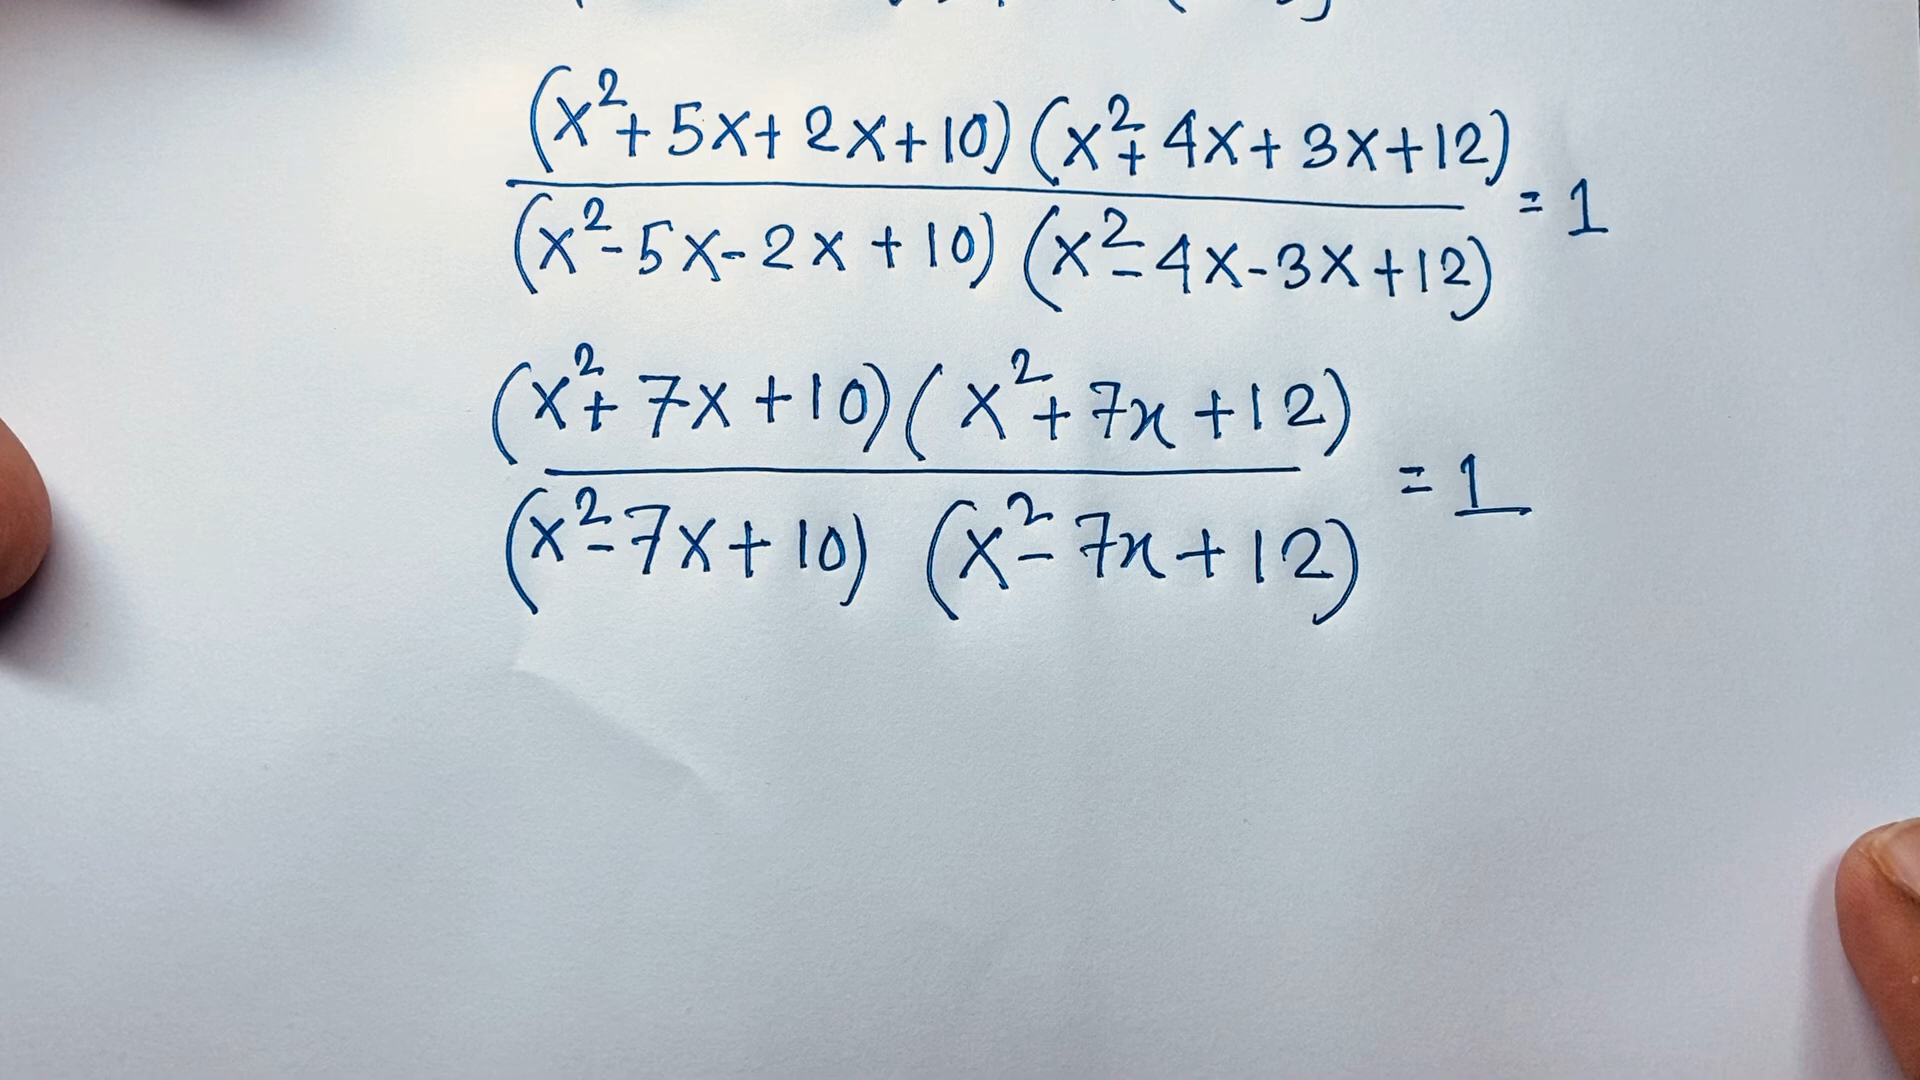 (x²+5x+2x+10)(x²+4x+3x+12)
/(x²-5x-2x+10)(x²-4x-3x+12) = 1
(x²+7x+10)(x²+7x+12)
/(x²-7x+10)(x²-7x+12) = 1